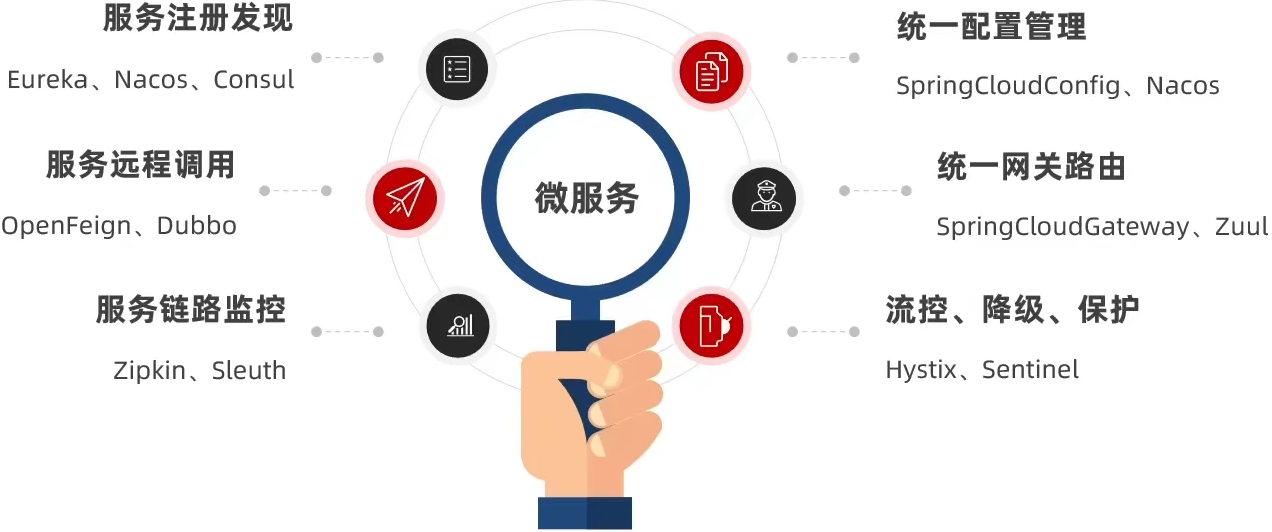 服务注册发现
Eureka、Nacos、Consul
统一配置管理
SpringCloudConfig、Nacos
服务远程调用
OpenFeign、Dubbo
微服务
统一网关路由
SpringCloudGateway、Zuul
服务链路监控
Zipkin、Sleuth
流控、降级、保护
Hystix、Sentinel